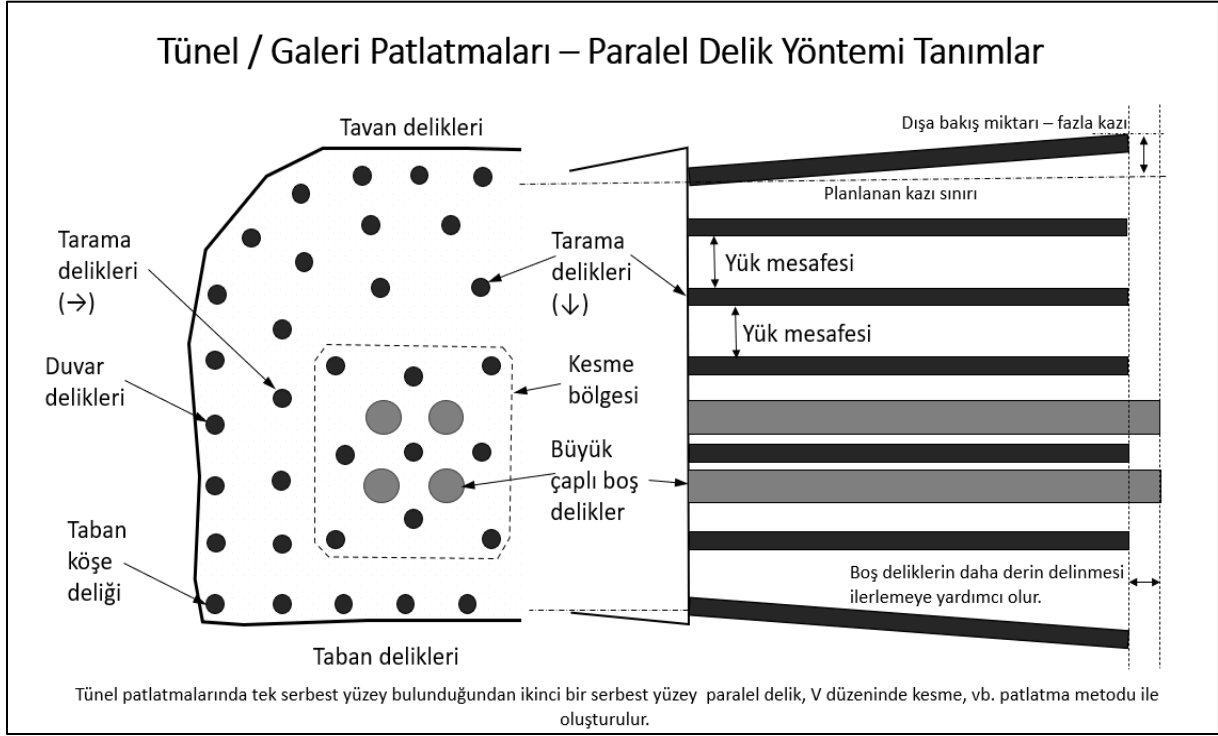 Tünel / Galeri Patlatmaları – Paralel Delik Yöntemi Tanımlar
Tavan delikleri
Dışa bakış miktarı – fazla kazı
Planlanan kazı sınırı
Tarama
delikleri
(→)
Tarama
delikleri
(↓)
Yük mesafesi
Yük mesafesi
Duvar
delikleri
Kesme
bölgesi
Büyük
çaplı boş
delikler
Taban
köşe
deliği
Boş deliklerin daha derin delinmesi
ilerlemeye yardımcı olur.
Taban delikleri
Tünel patlatmalarında tek serbest yüzey bulunduğundan ikinci bir serbest yüzey paralel delik, V düzeninde kesme, vb. patlatma metodu ile
oluşturulur.